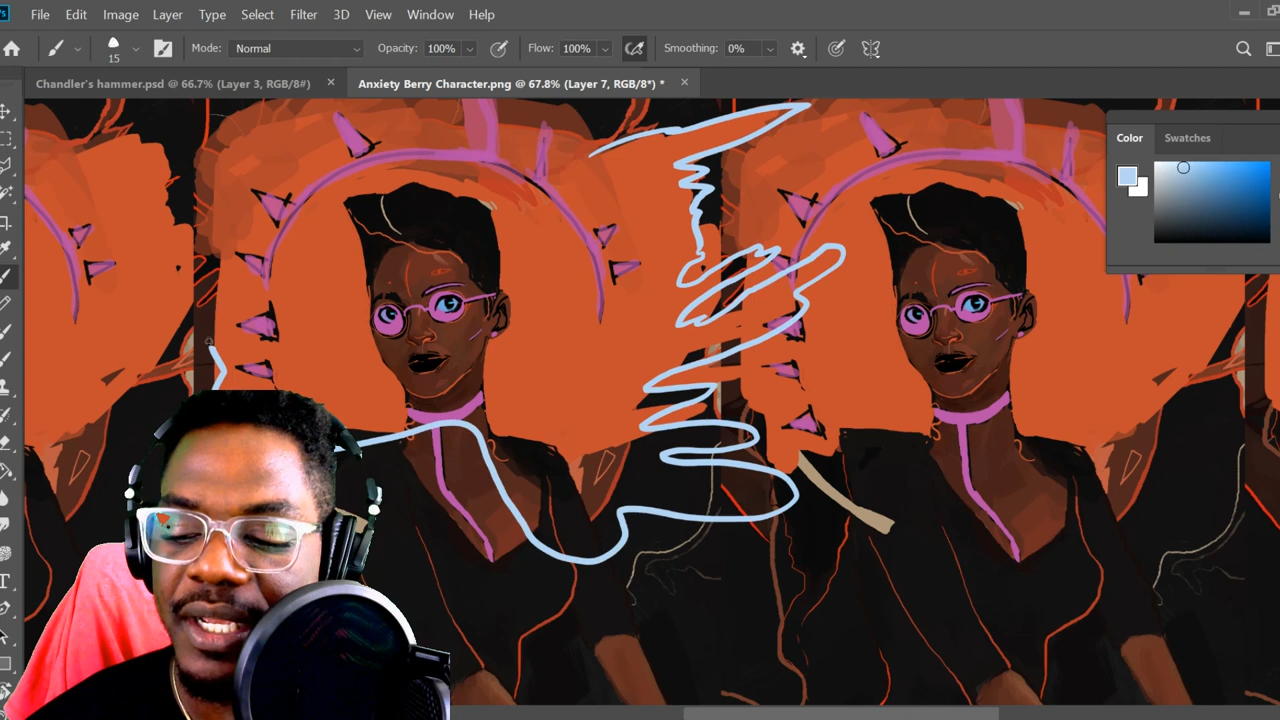 Ps File Edit Image Layer Type Select Filter 3D View Window Help
15 Mode: Normal Opacity: 100% Flow: 100% Smoothing: 0%
Chandler's hammer.psd @ 66.7% (Layer 3, RGB/8#) × Anxiety Berry Character.png @ 67.8% (Layer 7, RGB/8*) * ×
Color Swatches